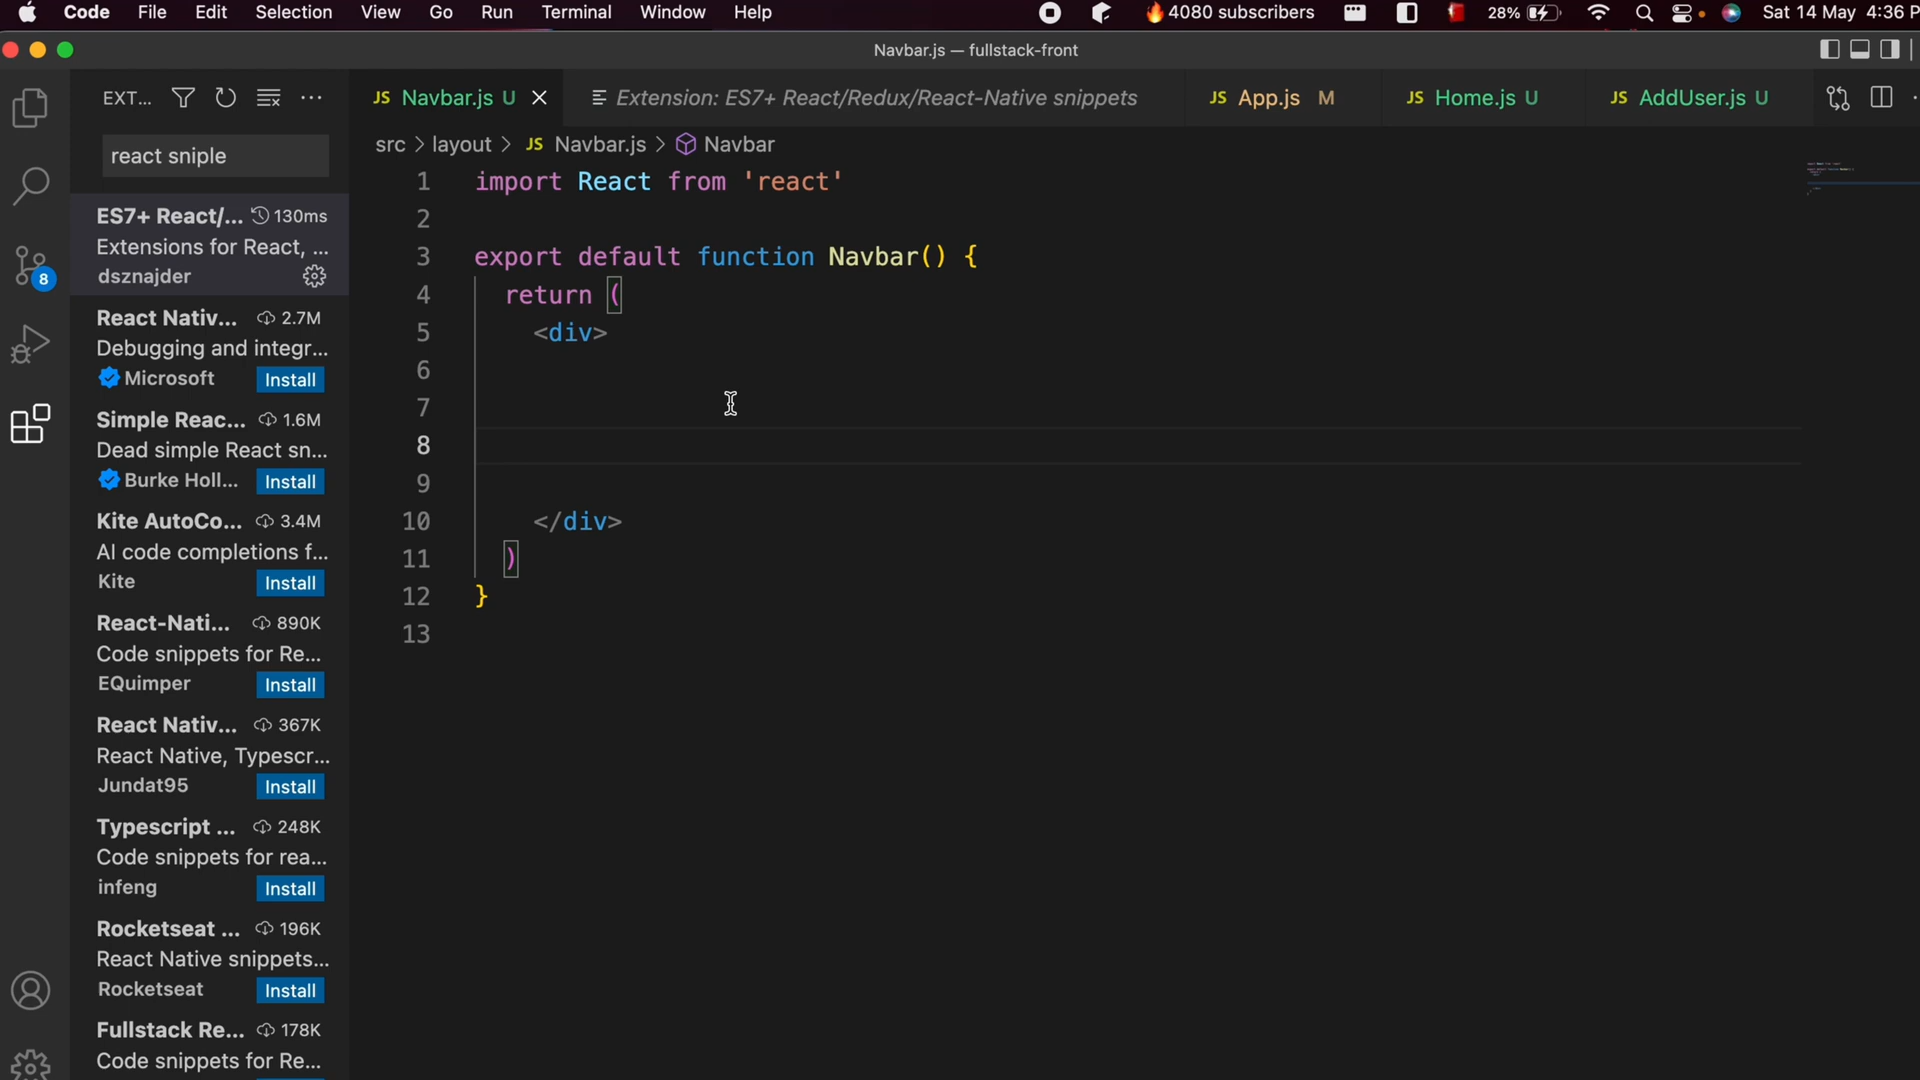 Code File Edit Selection View Go Run Terminal Window Help 🔥4080 subscribers 28% Sat 14 May 4:36 P
Navbar.js — fullstack-front
EXT...
JS Navbar.js U
Extension: ES7+ React/Redux/React-Native snippets
JS App.js M
JS Home.js U
JS AddUser.js U
react sniple
src > layout > JS Navbar.js > Navbar
8
ES7+ React/... 130ms
Extensions for React, ...
dsznajder
React Nativ... 2.7M
Debugging and integr...
Microsoft Install
Simple Reac... 1.6M
Dead simple React sn...
Burke Holl... Install
Kite AutoCo... 3.4M
AI code completions f...
Kite Install
React-Nati... 890K
Code snippets for Re...
EQuimper Install
React Nativ... 367K
React Native, Typescr...
Jundat95 Install
Typescript ... 248K
Code snippets for rea...
infeng Install
Rocketseat ... 196K
React Native snippets...
Rocketseat Install
Fullstack Re... 178K
Code snippets for Re...
1 import React from 'react'
2
3 export default function Navbar() {
4 return (
5 <div>
6
7
8
9
10 </div>
11 )
12 }
13